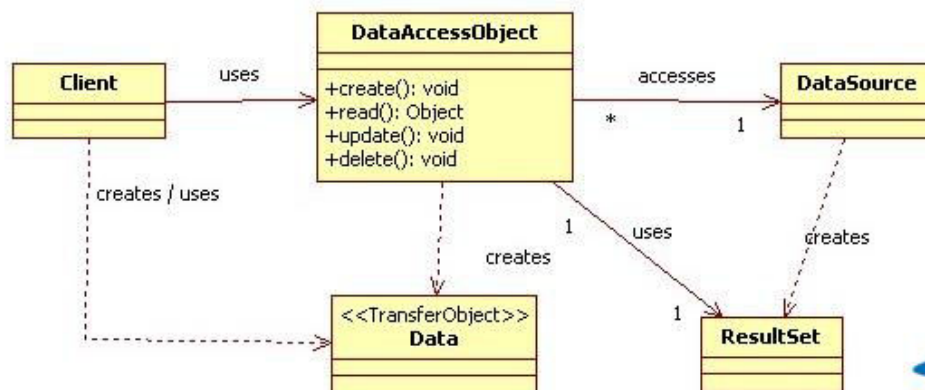 DataAccessObject
+create(): void
+read(): Object
+update(): void
+delete(): void
Client
uses
accesses
DataSource
*
1
creates / uses
creates
1
uses
1
creates
<<TransferObject>>
Data
ResultSet